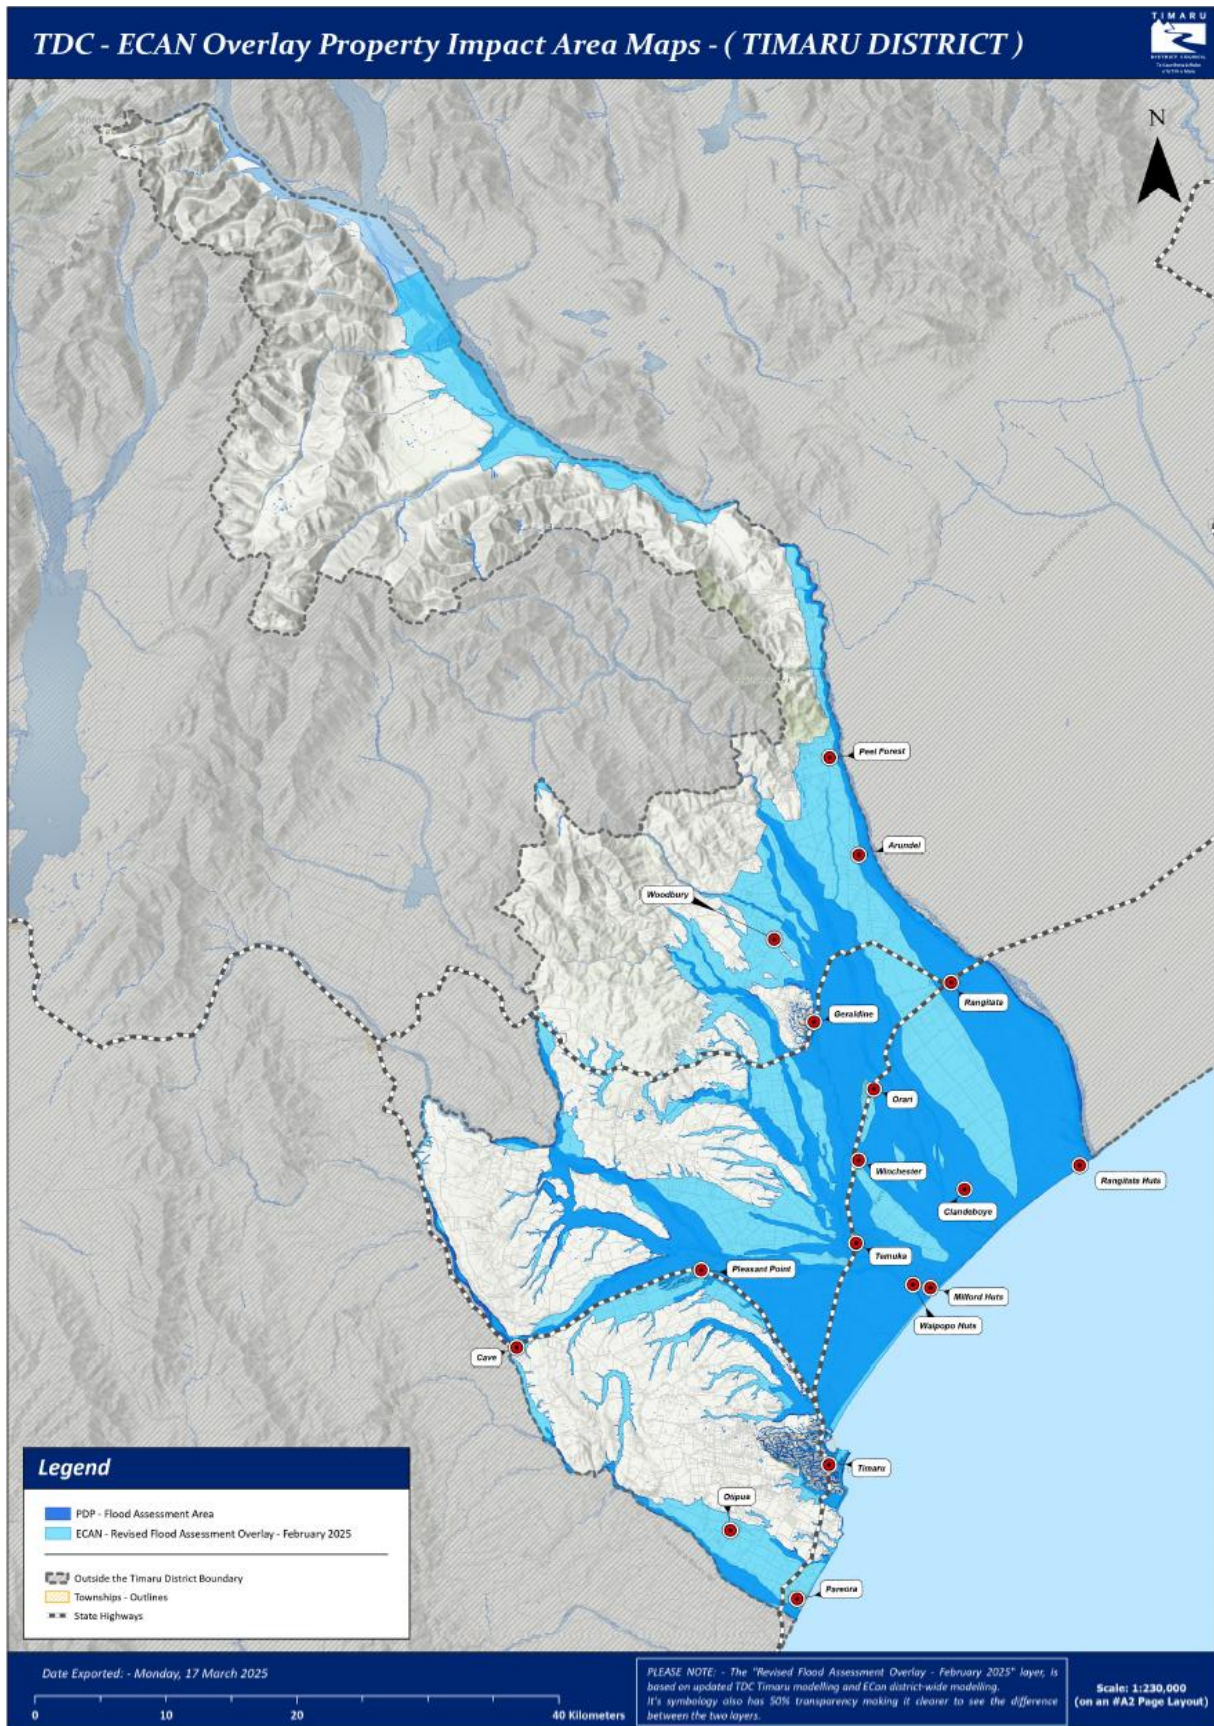 TDC - ECAN Overlay Property Impact Area Maps - ( TIMARU DISTRICT )
TIMARU
DISTRICT COUNCIL
N
Peel Forest
Arundel
Woodbury
Rangitata
Geraldine
Orari
Winchester
Rangitata Huts
Clandeboye
Temuka
Pleasant Point
Milford Huts
Waipopo Huts
Cave
Timaru
Otipua
Pareora
Legend
PDP - Flood Assessment Area
ECAN - Revised Flood Assessment Overlay - February 2025
Outside the Timaru District Boundary
Townships - Outlines
State Highways
Date Exported: - Monday, 17 March 2025
0 10 20 40 Kilometers
PLEASE NOTE: - The "Revised Flood Assessment Overlay - February 2025" layer, is
based on updated TDC Timaru modelling and ECan district-wide modelling.
It's symbology also has 50% transparency making it clearer to see the difference
between the two layers.
Scale: 1:230,000
(on an #A2 Page Layout)